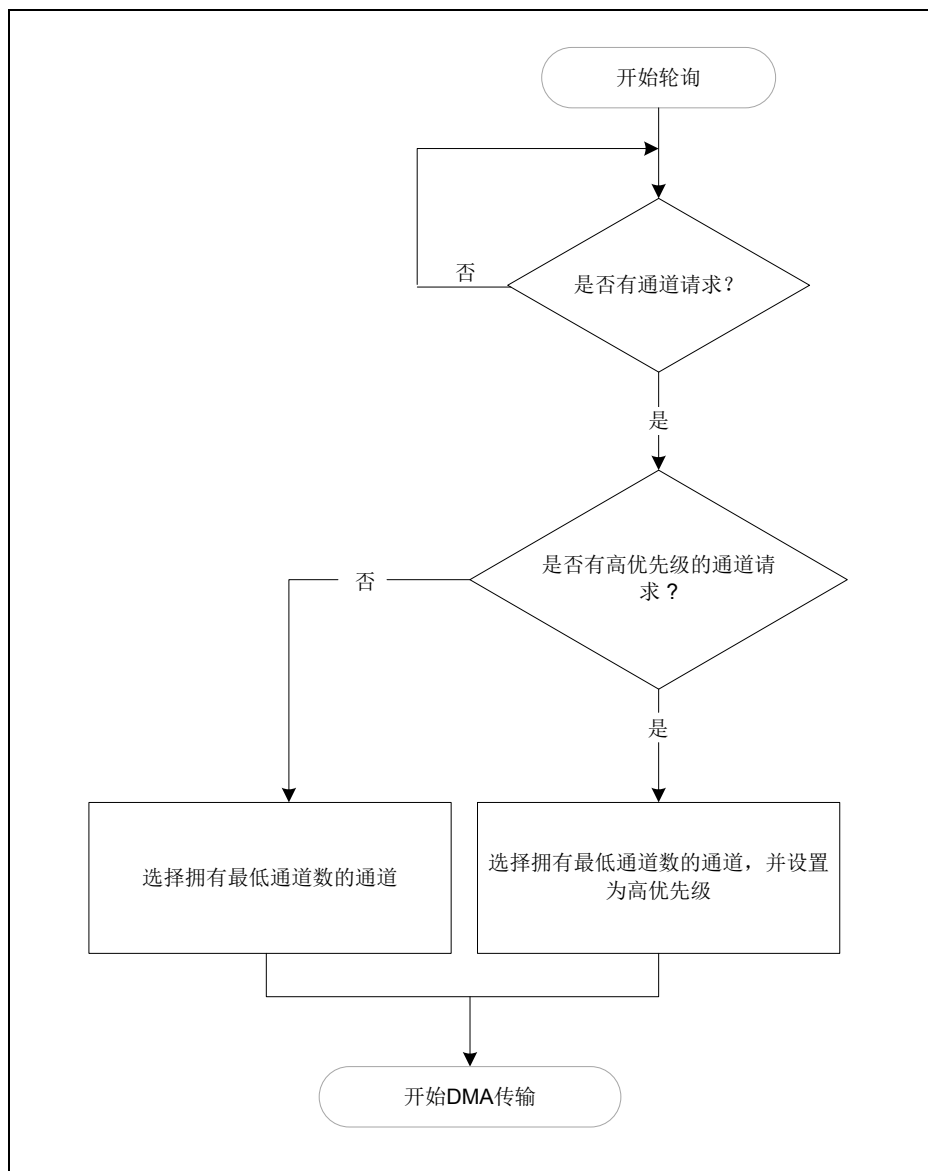 开始轮询
否
是否有通道请求？
是
是否有高优先级的通道请
求？
否
是
选择拥有最低通道数的通道
选择拥有最低通道数的通道，并设置
为高优先级
开始DMA传输